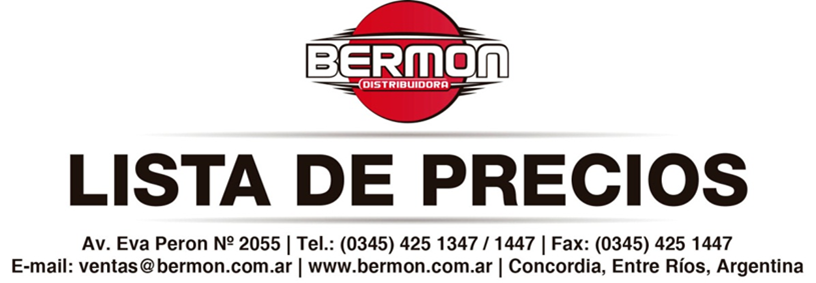 BERMON
DISTRIBUIDORA
LISTA DE PRECIOS
Av. Eva Peron Nº 2055 | Tel.: (0345) 425 1347 / 1447 | Fax: (0345) 425 1447
E-mail: ventas@bermon.com.ar | www.bermon.com.ar | Concordia, Entre Ríos, Argentina